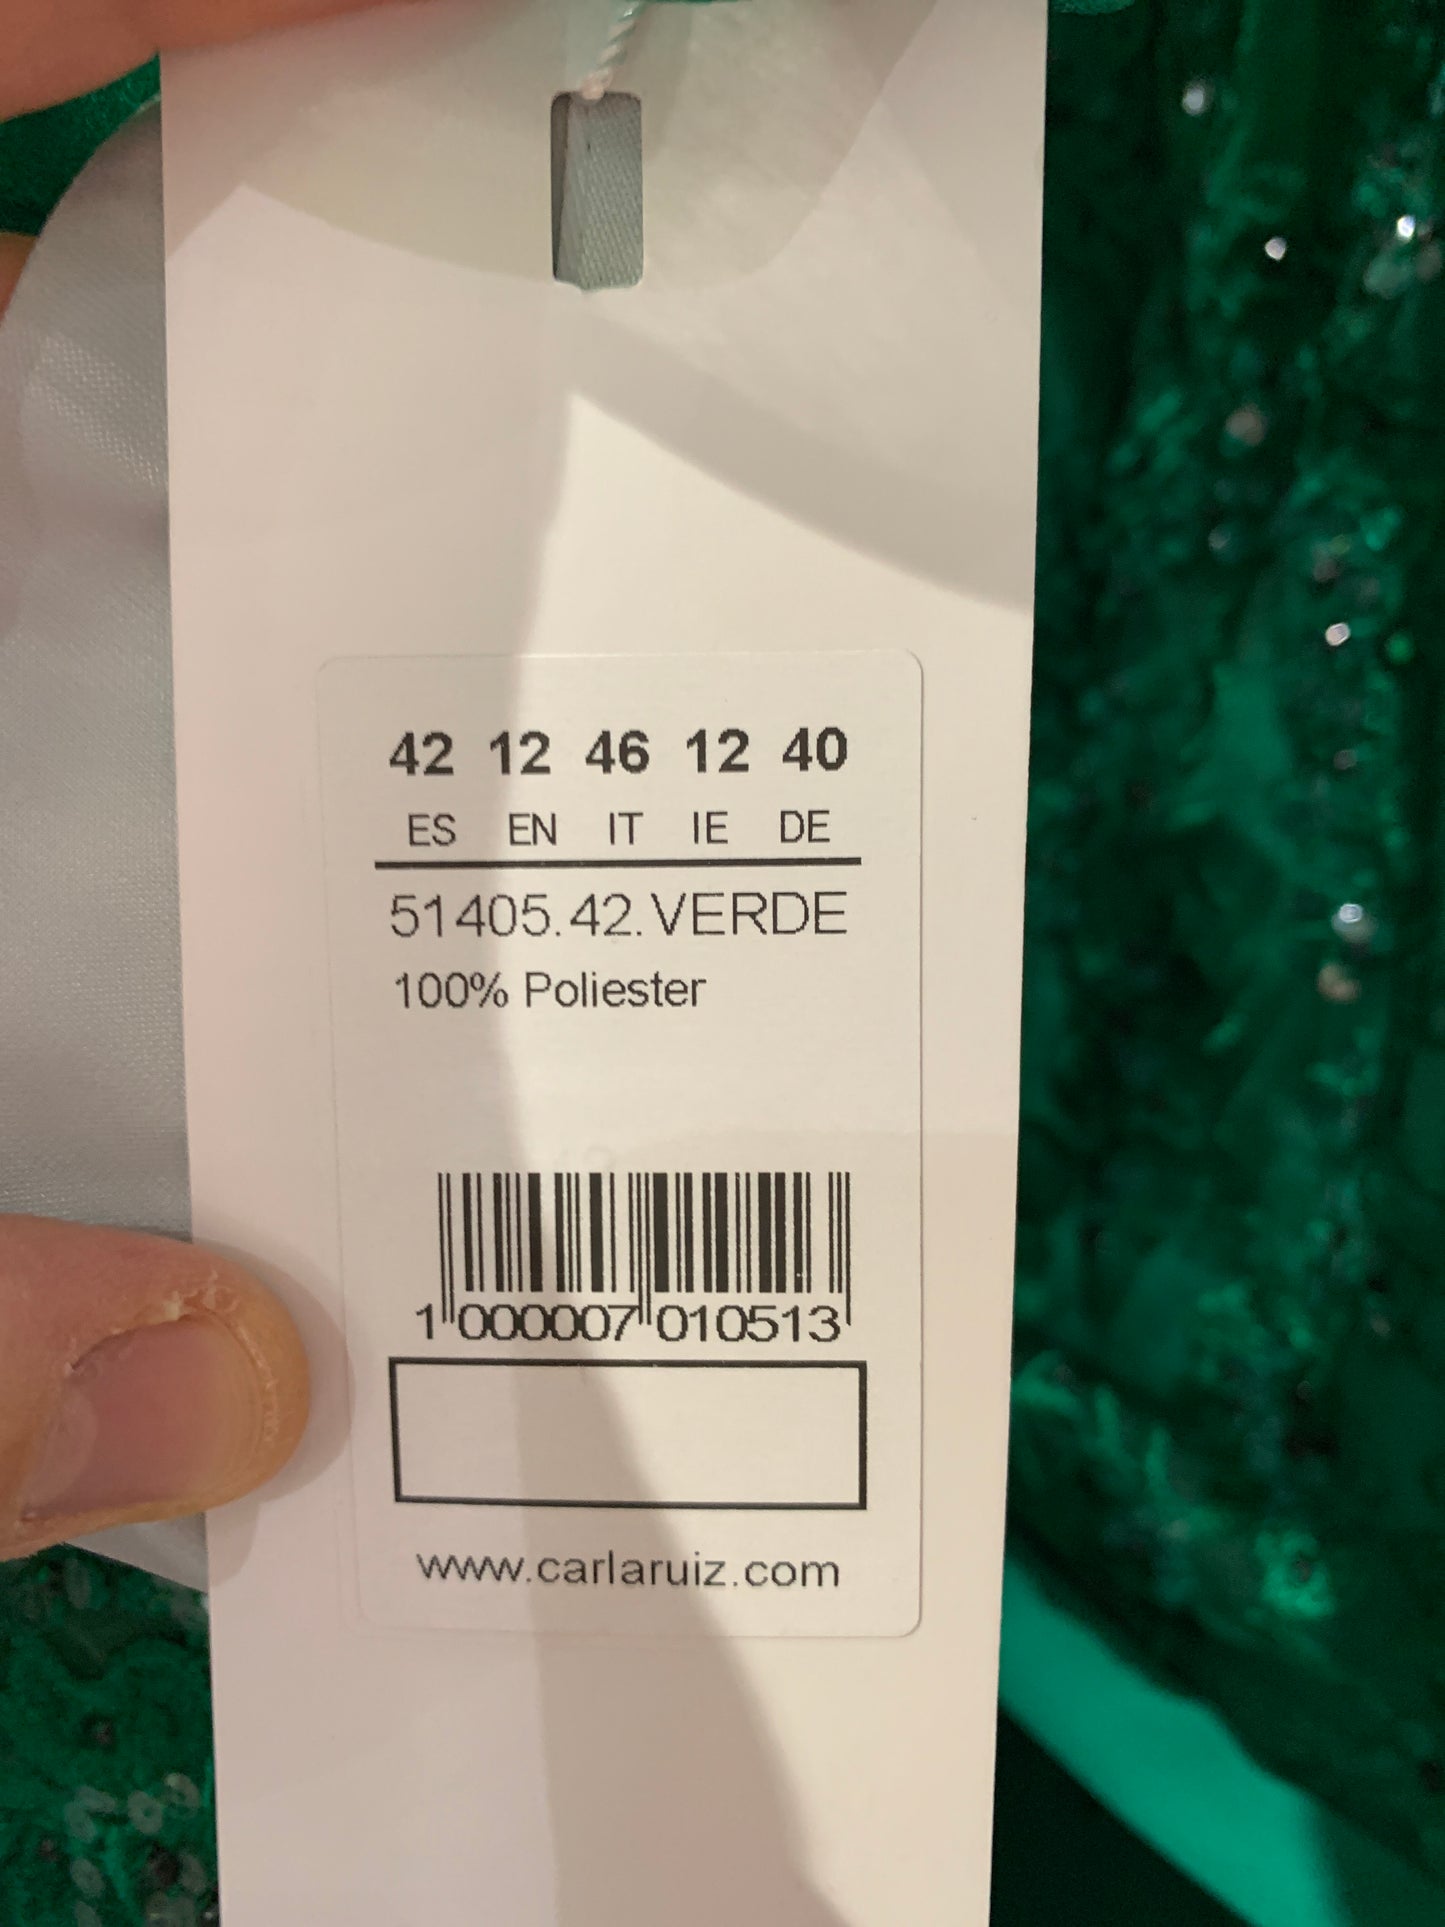 42 12 46 12 40
ES EN IT IE DE
51405.42.VERDE
100% Poliester
1 000007 010513
www.carlaruiz.com